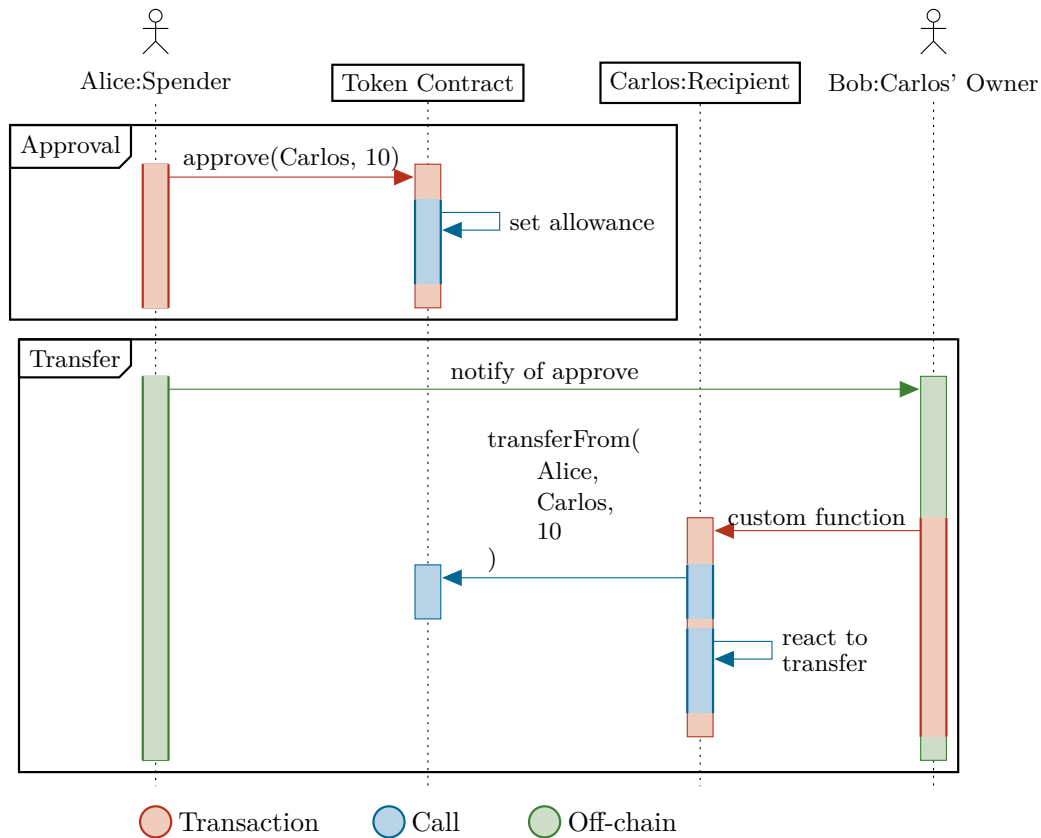 Alice:Spender
Token Contract
Carlos:Recipient
Bob:Carlos' Owner
Approval
approve(Carlos, 10)
set allowance
Transfer
notify of approve
transferFrom(
Alice,
Carlos,
10
)
custom function
react to
transfer
Transaction
Call
Off-chain